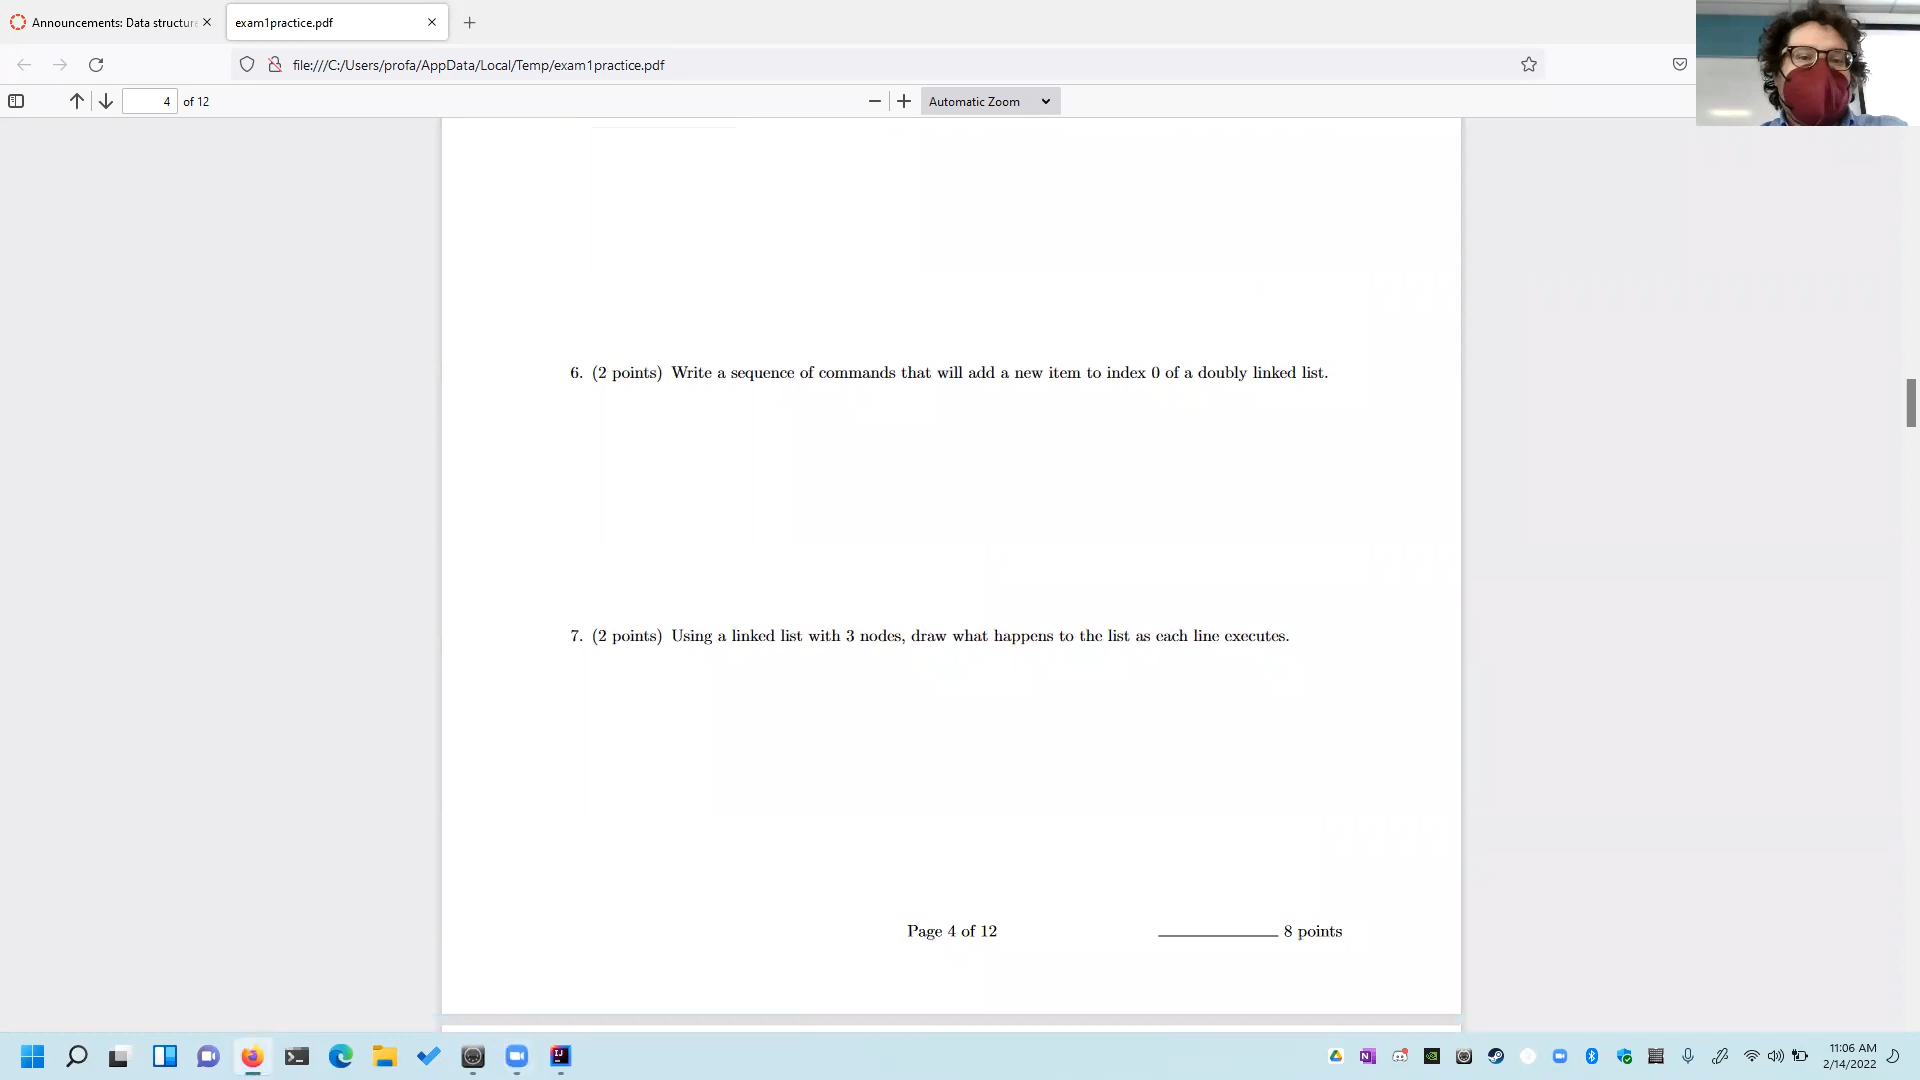 Announcements: Data structure
exam1practice.pdf
file:///C:/Users/profa/AppData/Local/Temp/exam1practice.pdf
4 of 12
Automatic Zoom
6. (2 points) Write a sequence of commands that will add a new item to index 0 of a doubly linked list.
7. (2 points) Using a linked list with 3 nodes, draw what happens to the list as each line executes.
Page 4 of 12
8 points
11:06 AM
2/14/2022